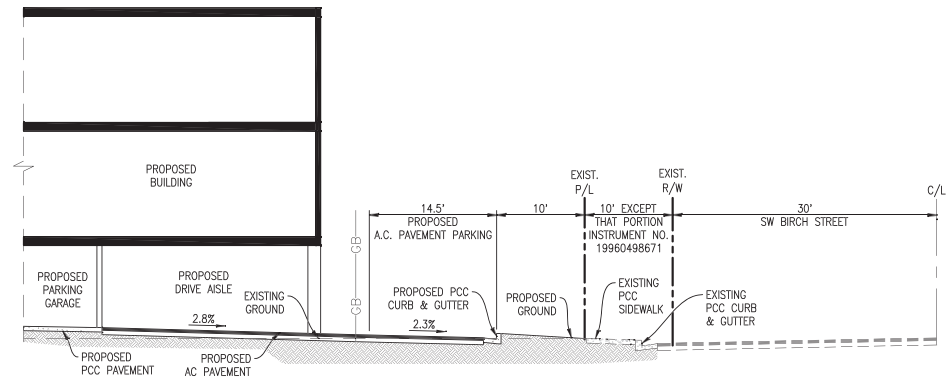 PROPOSED
BUILDING
EXIST.
P/L
EXIST.
R/W
C/L
14.5'
PROPOSED
A.C. PAVEMENT PARKING
10'
10' EXCEPT
THAT PORTION
INSTRUMENT NO.
19960498671
30'
SW BIRCH STREET
GB
GB
PROPOSED
PARKING
GARAGE
PROPOSED
DRIVE AISLE
EXISTING
GROUND
PROPOSED PCC
CURB & GUTTER
PROPOSED
GROUND
EXISTING
PCC
SIDEWALK
EXISTING
PCC CURB
& GUTTER
2.8%
2.3%
PROPOSED
PCC PAVEMENT
PROPOSED
AC PAVEMENT